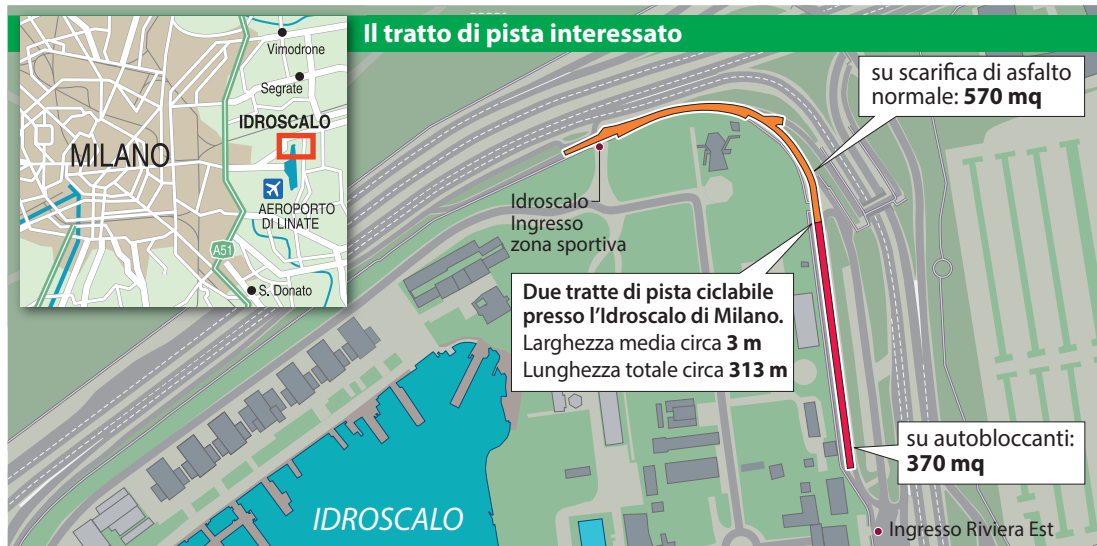 Il tratto di pista interessato
Vimodrone
Segrate
IDROSCALO
MILANO
AEROPORTO
DI LINATE
A51
S. Donato
su scarifica di asfalto
normale: 570 mq
Idroscalo
Ingresso
zona sportiva
Due tratte di pista ciclabile
presso l'Idroscalo di Milano.
Larghezza media circa 3 m
Lunghezza totale circa 313 m
su autobloccanti:
370 mq
IDROSCALO
Ingresso Riviera Est